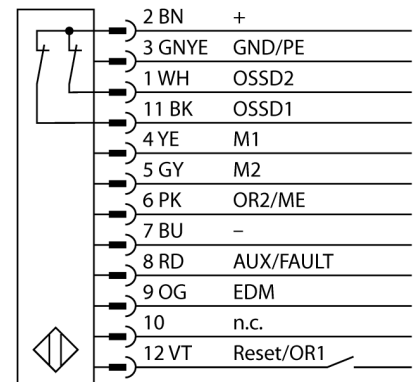 2 BN +
3 GNYE GND/PE
1 WH OSSD2
11 BK OSSD1
4 YE M1
5 GY M2
6 PK OR2/ME
7 BU –
8 RD AUX/FAULT
9 OG EDM
10 n.c.
12 VT Reset/OR1